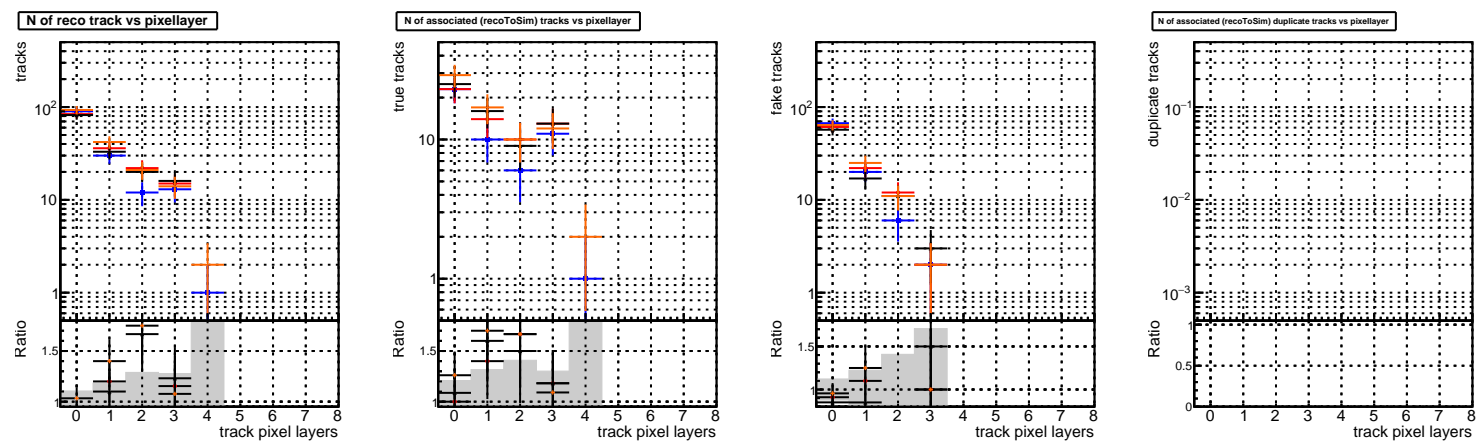 N of reco track vs pixellayer
tracks
10²
10
1
Ratio
1.5
1
0 1 2 3 4 5 6 7 8
track pixel layers
N of associated (recoToSim) tracks vs pixellayer
true tracks
10
1
Ratio
1.5
1
0 1 2 3 4 5 6 7 8
track pixel layers
fake tracks
10²
10
1
Ratio
1.5
1
0 1 2 3 4 5 6 7 8
track pixel layers
N of associated (recoToSim) duplicate tracks vs pixellayer
duplicate tracks
10⁻¹
10⁻²
10⁻³
Ratio
1
0.5
0
0 1 2 3 4 5 6 7 8
track pixel layers